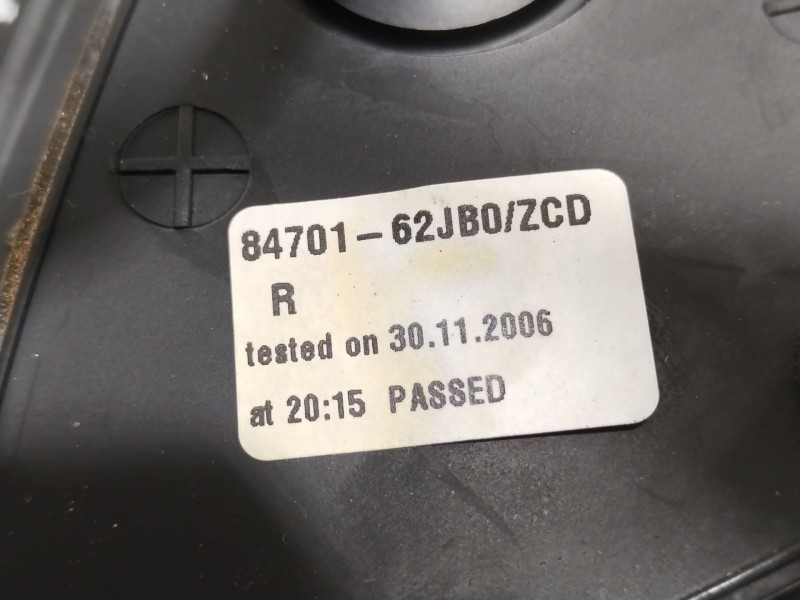 84701-62JB0/ZCD
R
tested on 30.11.2006
at 20:15 PASSED